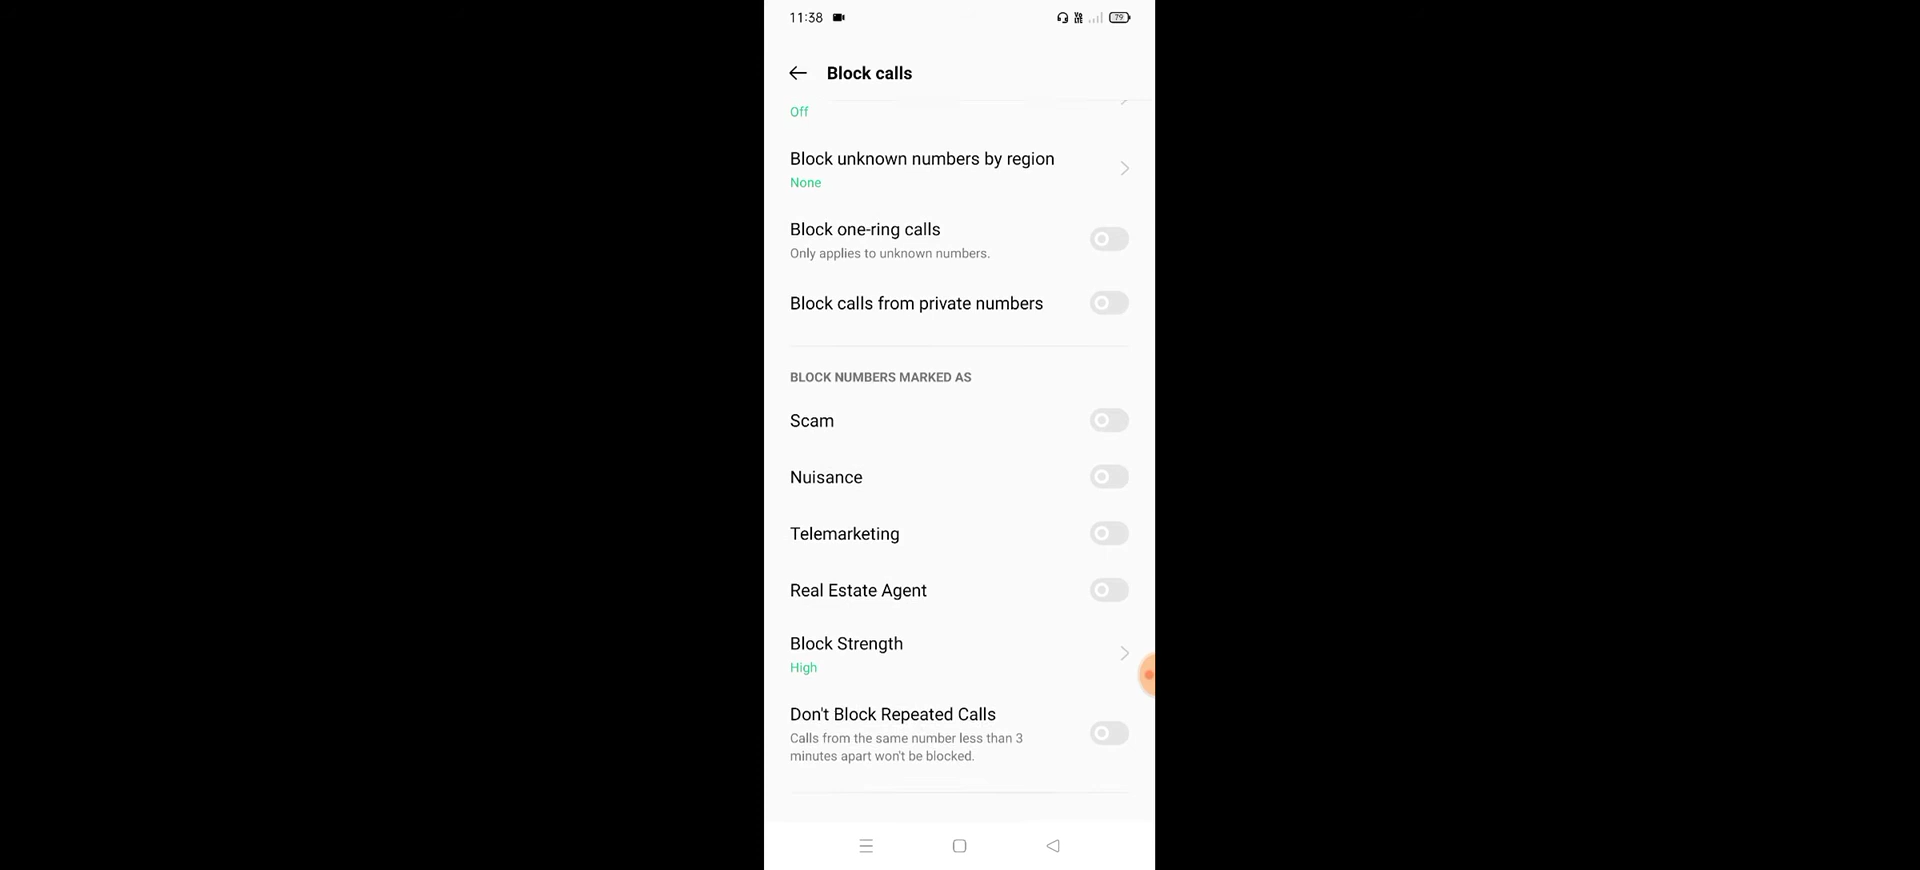 11:38
79
Block calls
Off
Block unknown numbers by region
None
Block one-ring calls
Only applies to unknown numbers.
Block calls from private numbers
BLOCK NUMBERS MARKED AS
Scam
Nuisance
Telemarketing
Real Estate Agent
Block Strength
High
Don't Block Repeated Calls
Calls from the same number less than 3
minutes apart won't be blocked.